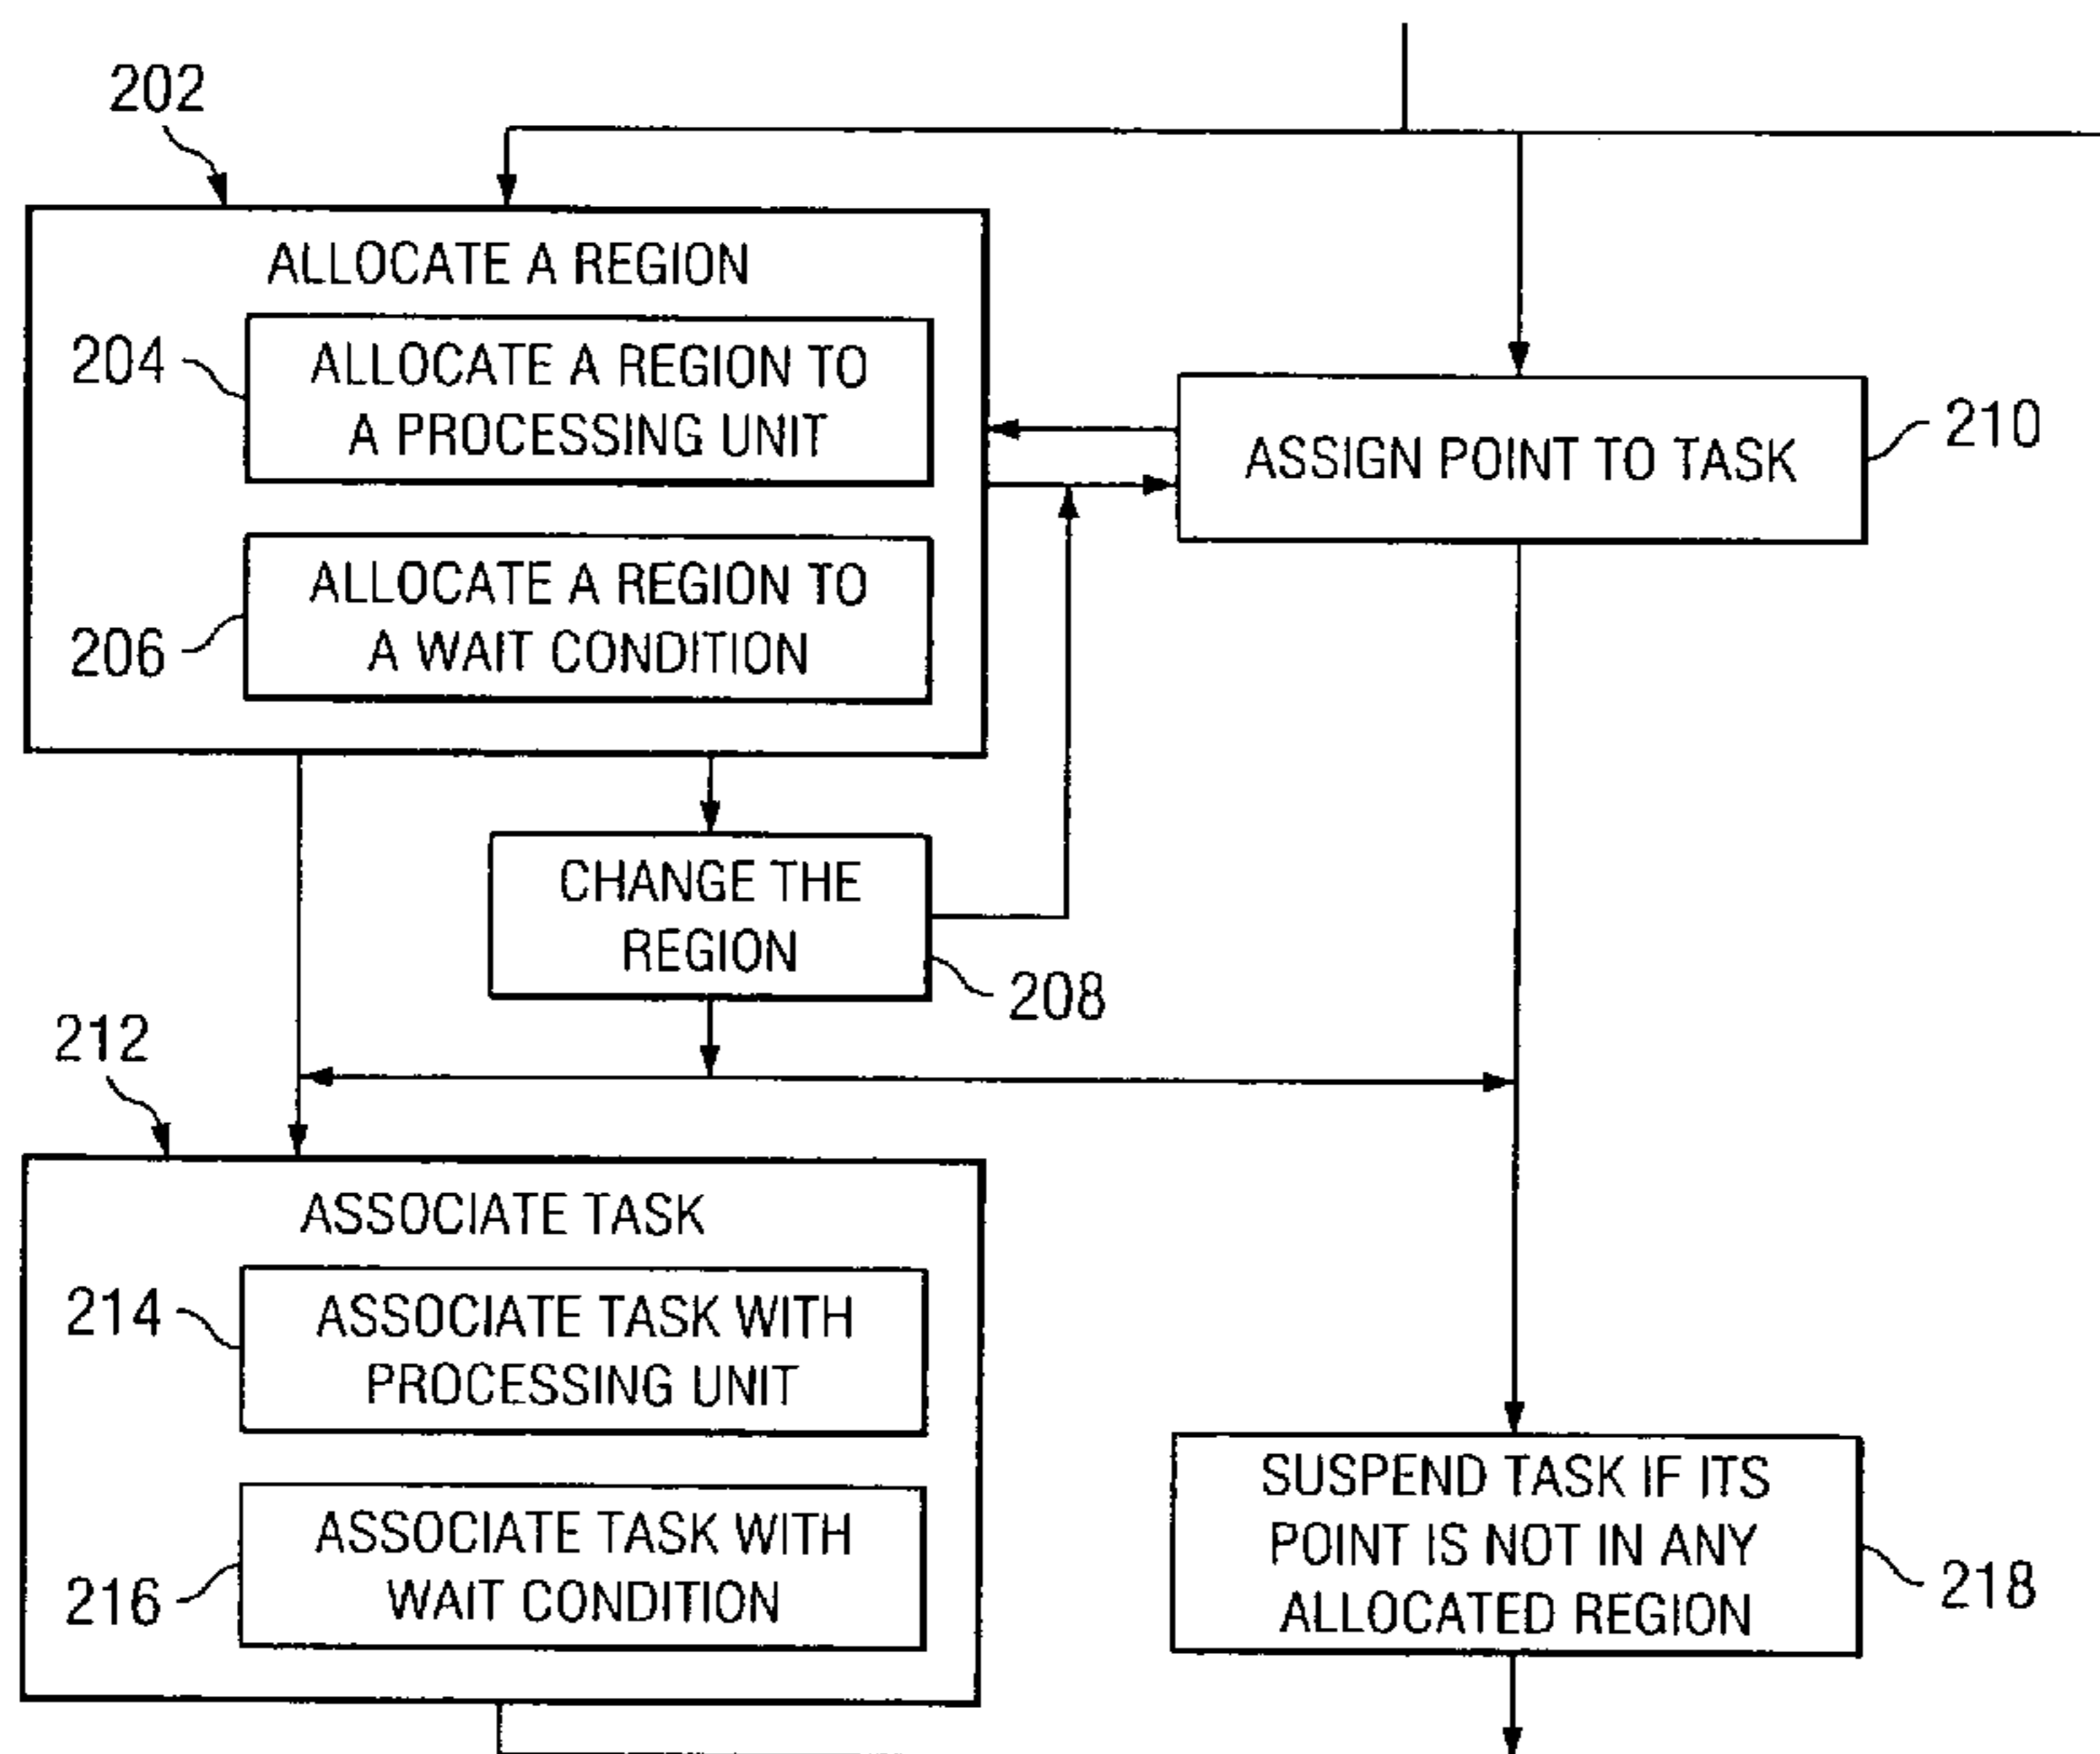 202
ALLOCATE A REGION
204
ALLOCATE A REGION TO
A PROCESSING UNIT
206
ALLOCATE A REGION TO
A WAIT CONDITION
ASSIGN POINT TO TASK
210
CHANGE THE
REGION
208
212
ASSOCIATE TASK
214
ASSOCIATE TASK WITH
PROCESSING UNIT
216
ASSOCIATE TASK WITH
WAIT CONDITION
SUSPEND TASK IF ITS
POINT IS NOT IN ANY
ALLOCATED REGION
218